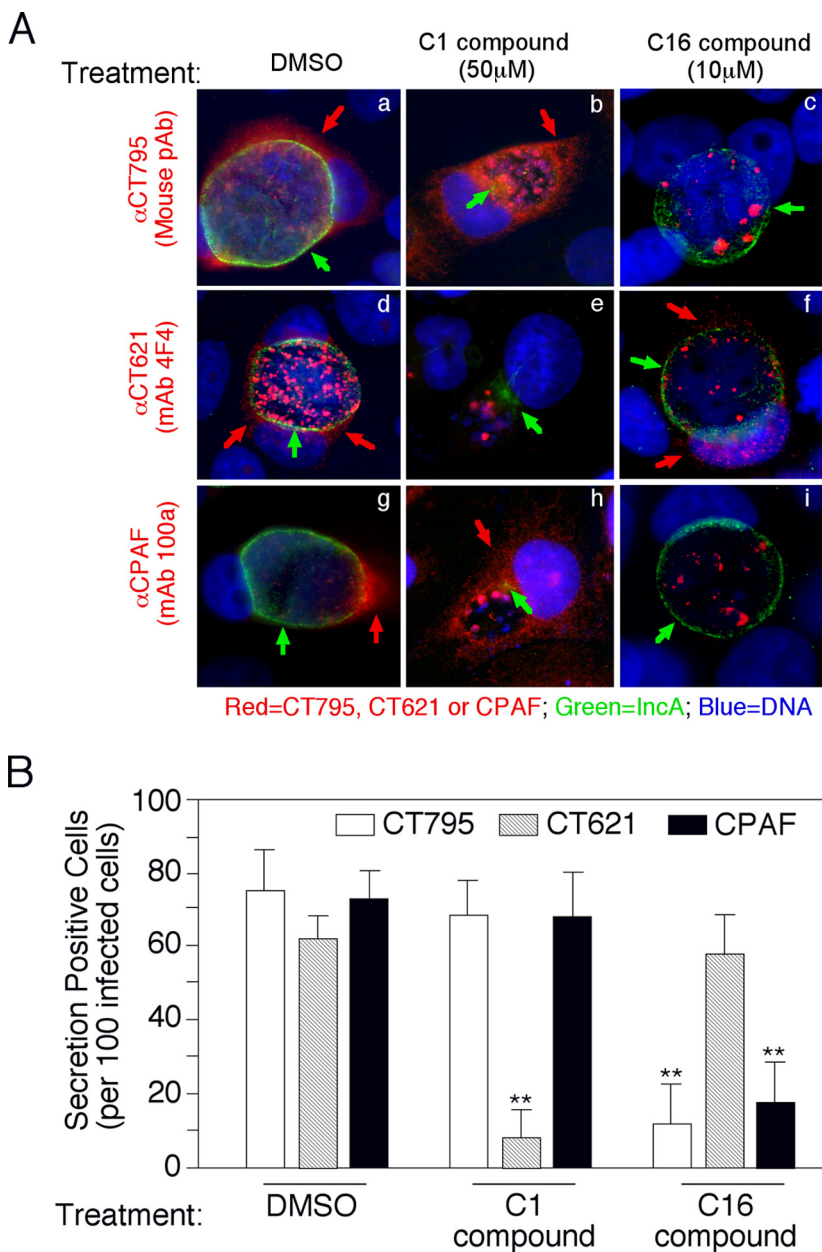 A
Treatment:
DMSO
C1 compound
(50μM)
C16 compound
(10μM)
αCT795
(Mouse pAb)
a
b
c
αCT621
(mAb 4F4)
d
e
f
αCPAF
(mAb 100a)
g
h
i
Red=CT795, CT621 or CPAF; Green=IncA; Blue=DNA
B
Secretion Positive Cells
(per 100 infected cells)
100
80
60
40
20
0
CT795
CT621
CPAF
**
**
**
Treatment:
DMSO
C1
compound
C16
compound